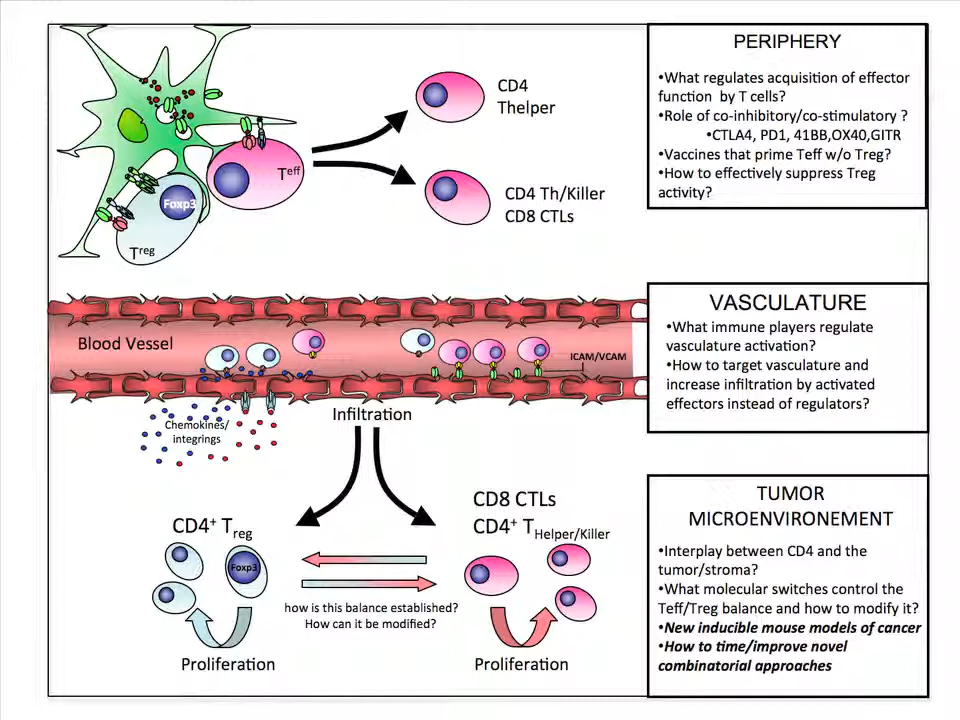 PERIPHERY
•What regulates acquisition of effector
function by T cells?
•Role of co-inhibitory/co-stimulatory ?
•CTLA4, PD1, 41BB,OX40,GITR
•Vaccines that prime Teff w/o Treg?
•How to effectively suppress Treg
activity?
CD4
Thelper
Teff
CD4 Th/Killer
CD8 CTLs
Foxp3
Treg
VASCULATURE
•What immune players regulate
vasculature activation?
•How to target vasculature and
increase infiltration by activated
effectors instead of regulators?
Blood Vessel
ICAM/VCAM
Infiltration
Chemokines/
integrings
TUMOR
MICROENVIRONEMENT
•Interplay between CD4 and the
tumor/stroma?
•What molecular switches control the
Teff/Treg balance and how to modify it?
•New inducible mouse models of cancer
•How to time/improve novel
combinatorial approaches
CD4+ Treg
CD8 CTLs
CD4+ THelper/Killer
Foxp3
how is this balance established?
How can it be modified?
Proliferation
Proliferation